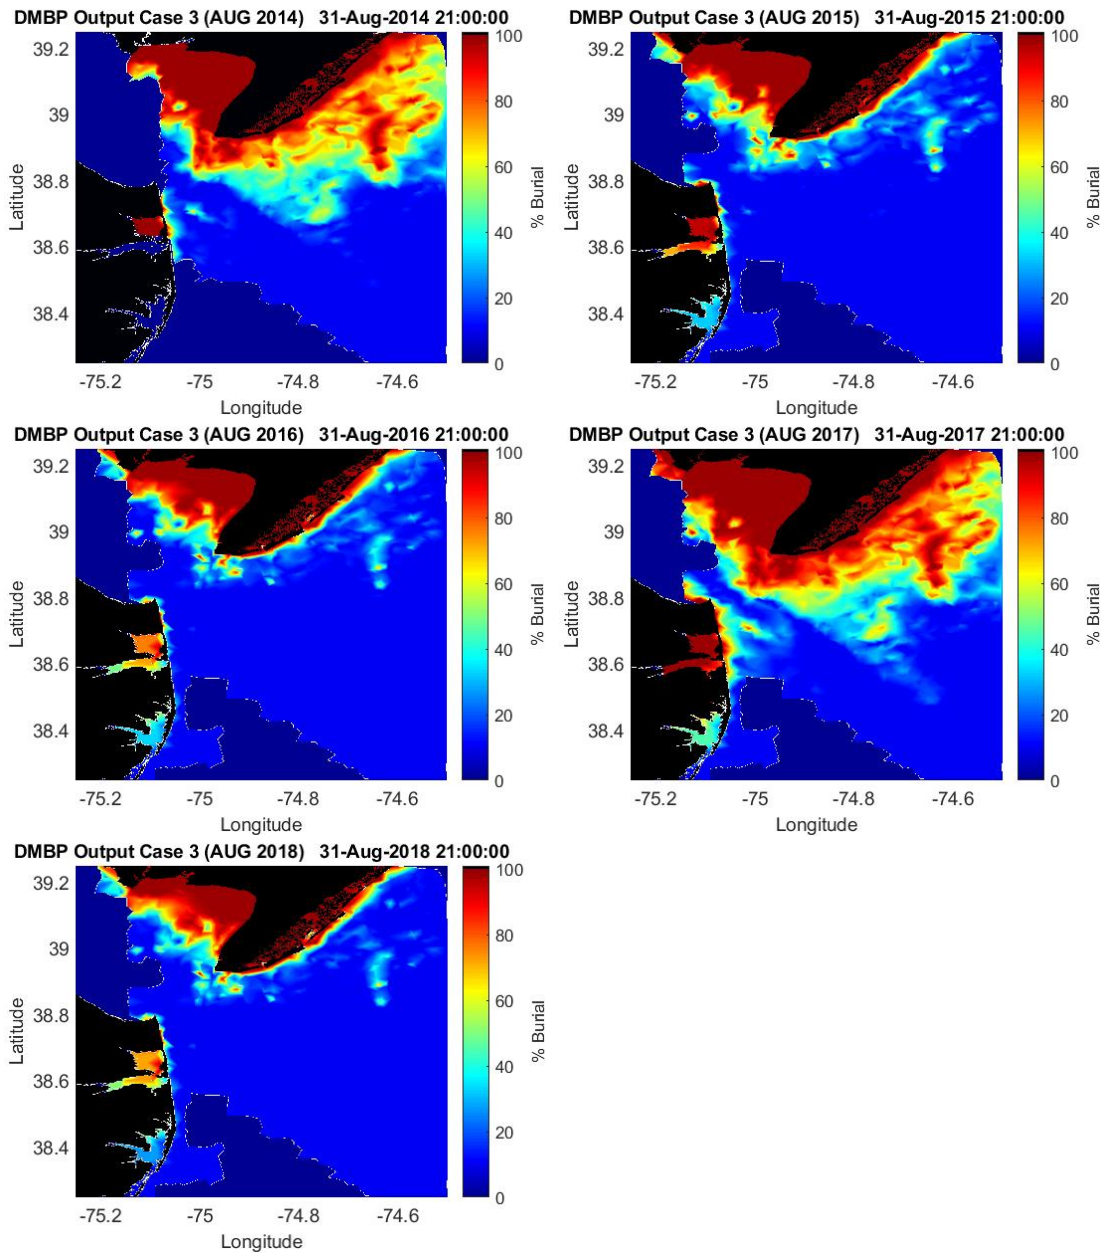 DMBP Output Case 3 (AUG 2014) 31-Aug-2014 21:00:00
39.2
39
38.8
38.6
38.4
Latitude
-75.2 -75 -74.8 -74.6
Longitude
100
80
60
40
20
0
% Burial
DMBP Output Case 3 (AUG 2015) 31-Aug-2015 21:00:00
39.2
39
38.8
38.6
38.4
Latitude
-75.2 -75 -74.8 -74.6
Longitude
100
80
60
40
20
0
% Burial
DMBP Output Case 3 (AUG 2016) 31-Aug-2016 21:00:00
39.2
39
38.8
38.6
38.4
Latitude
-75.2 -75 -74.8 -74.6
Longitude
100
80
60
40
20
0
% Burial
DMBP Output Case 3 (AUG 2017) 31-Aug-2017 21:00:00
39.2
39
38.8
38.6
38.4
Latitude
-75.2 -75 -74.8 -74.6
Longitude
100
80
60
40
20
0
% Burial
DMBP Output Case 3 (AUG 2018) 31-Aug-2018 21:00:00
39.2
39
38.8
38.6
38.4
Latitude
-75.2 -75 -74.8 -74.6
Longitude
100
80
60
40
20
0
% Burial